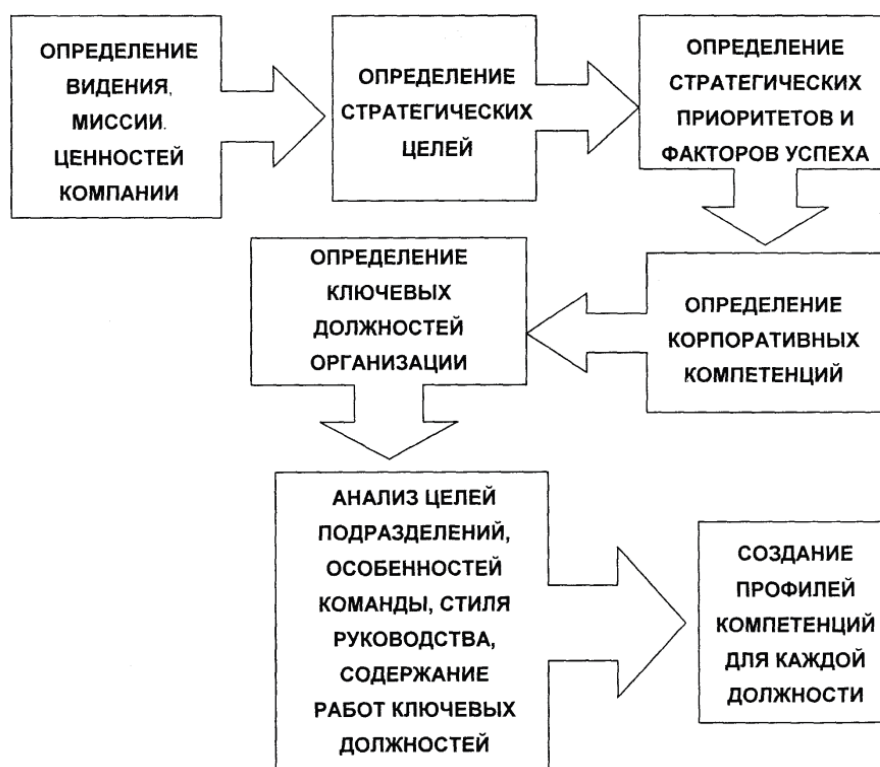 ОПРЕДЕЛЕНИЕ
ВИДЕНИЯ,
МИССИИ.
ЦЕННОСТЕЙ
КОМПАНИИ
ОПРЕДЕЛЕНИЕ
СТРАТЕГИЧЕСКИХ
ЦЕЛЕЙ
ОПРЕДЕЛЕНИЕ
СТРАТЕГИЧЕСКИХ
ПРИОРИТЕТОВ И
ФАКТОРОВ УСПЕХА
ОПРЕДЕЛЕНИЕ
КОРПОРАТИВНЫХ
КОМПЕТЕНЦИЙ
ОПРЕДЕЛЕНИЕ
КЛЮЧЕВЫХ
ДОЛЖНОСТЕЙ
ОРГАНИЗАЦИИ
АНАЛИЗ ЦЕЛЕЙ
ПОДРАЗДЕЛЕНИЙ,
ОСОБЕННОСТЕЙ
КОМАНДЫ, СТИЛЯ
РУКОВОДСТВА,
СОДЕРЖАНИЕ
РАБОТ КЛЮЧЕВЫХ
ДОЛЖНОСТЕЙ
СОЗДАНИЕ
ПРОФИЛЕЙ
КОМПЕТЕНЦИЙ
ДЛЯ КАЖДОЙ
ДОЛЖНОСТИ